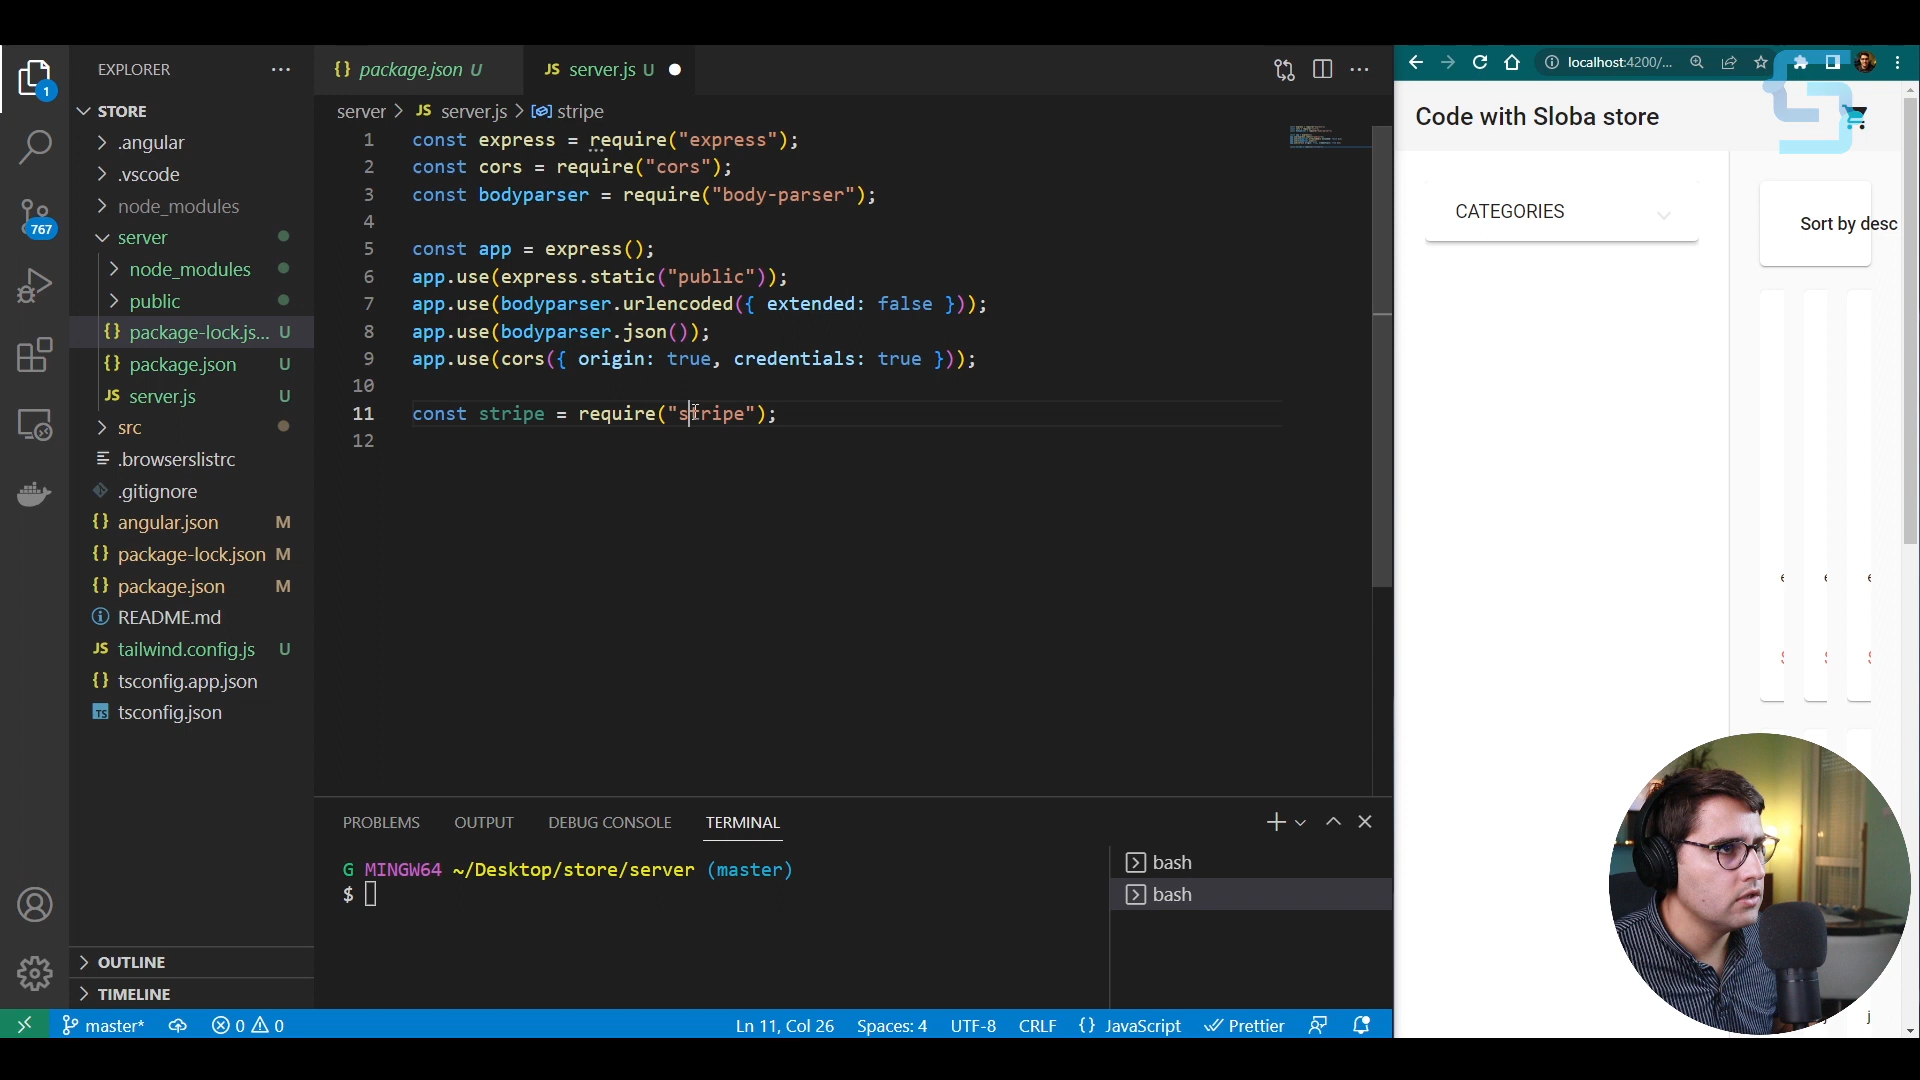 EXPLORER
STORE
.angular
.vscode
node_modules
server
node_modules
public
package-lock.js... U
package.json U
server.js U
src
.browserslistrc
.gitignore
angular.json M
package-lock.json M
package.json M
README.md
tailwind.config.js U
tsconfig.app.json
tsconfig.json
OUTLINE
TIMELINE
1
767
package.json U
server.js U
server > JS server.js > stripe
1 const express = require("express");
2 const cors = require("cors");
3 const bodyparser = require("body-parser");
4
5 const app = express();
6 app.use(express.static("public"));
7 app.use(bodyparser.urlencoded({ extended: false }));
8 app.use(bodyparser.json());
9 app.use(cors({ origin: true, credentials: true }));
10
11 const stripe = require("stripe");
12
PROBLEMS OUTPUT DEBUG CONSOLE TERMINAL
G MINGW64 ~/Desktop/store/server (master)
$
bash
bash
master* 0 0 Ln 11, Col 26 Spaces: 4 UTF-8 CRLF {} JavaScript Prettier
localhost:4200/...
Code with Sloba store
CATEGORIES
Sort by desc